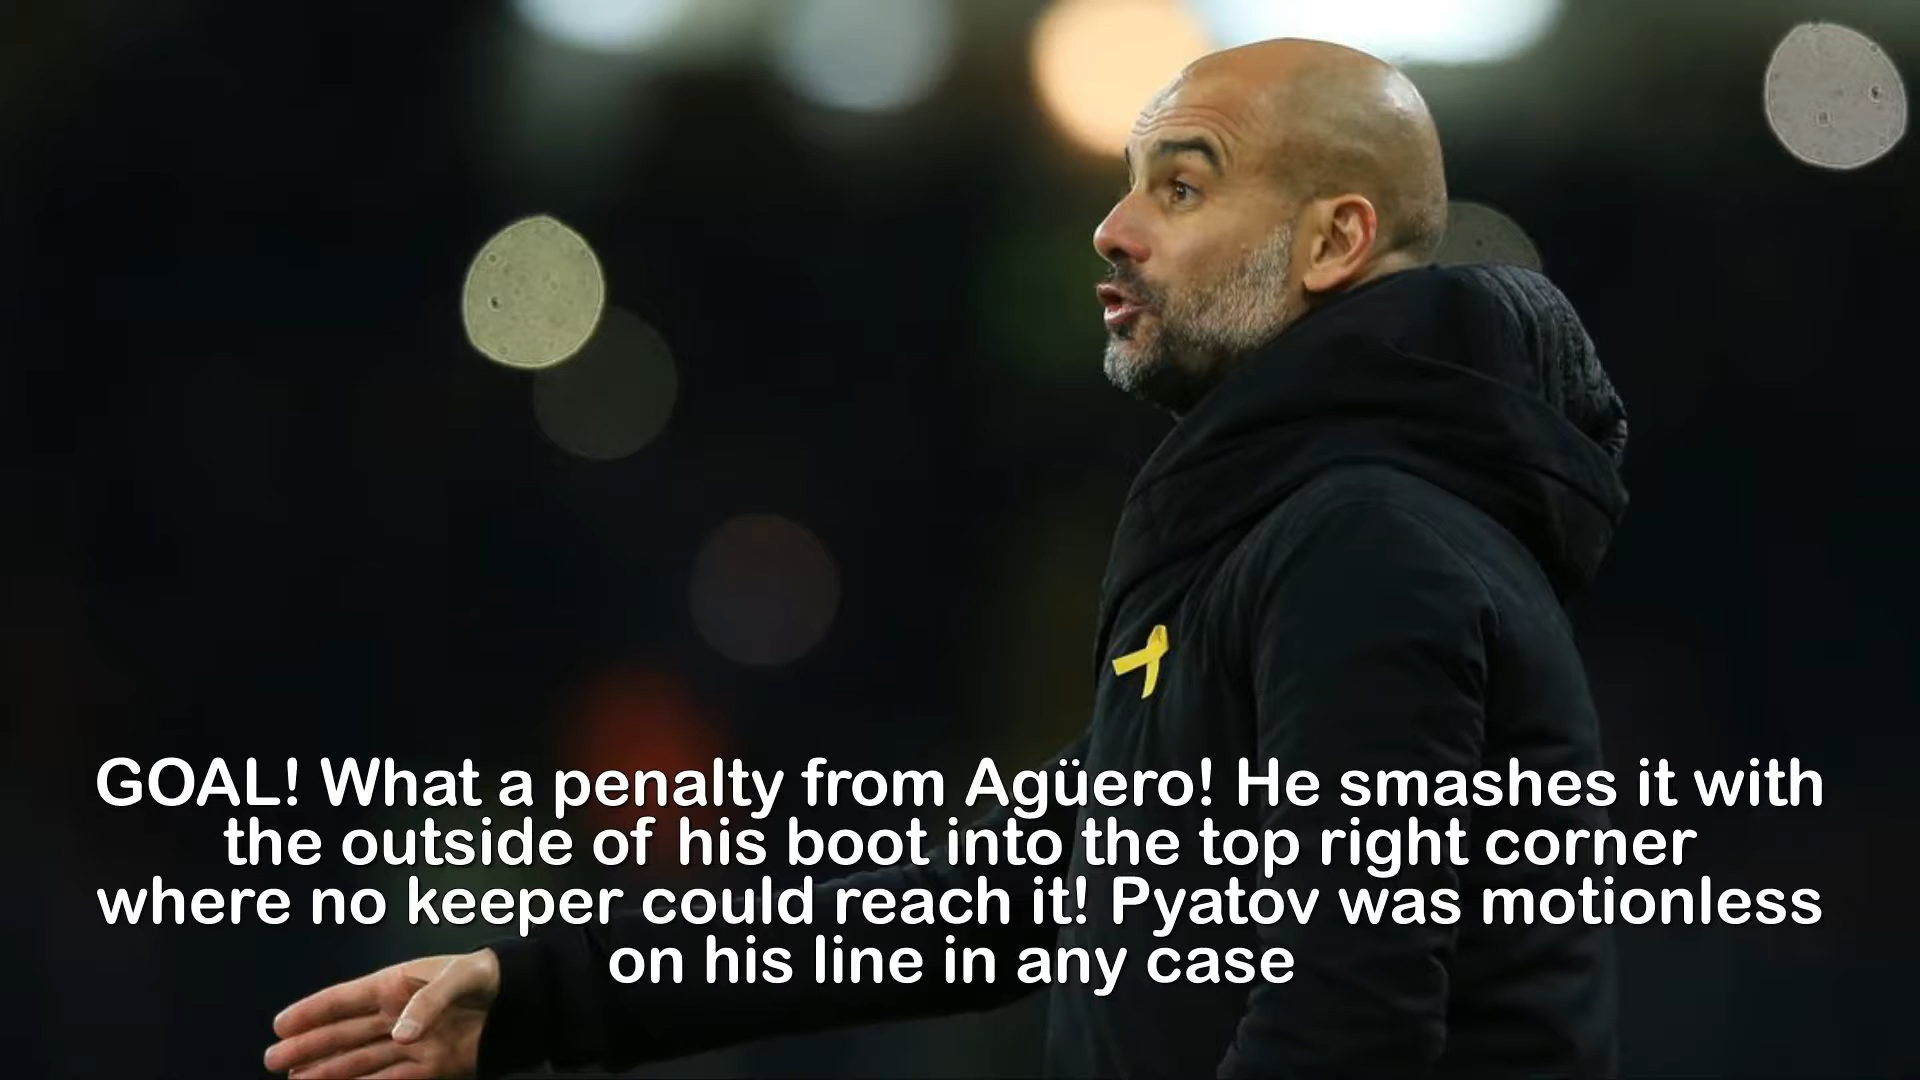 GOAL! What a penalty from Agüero! He smashes it with
the outside of his boot into the top right corner
where no keeper could reach it! Pyatov was motionless
on his line in any case